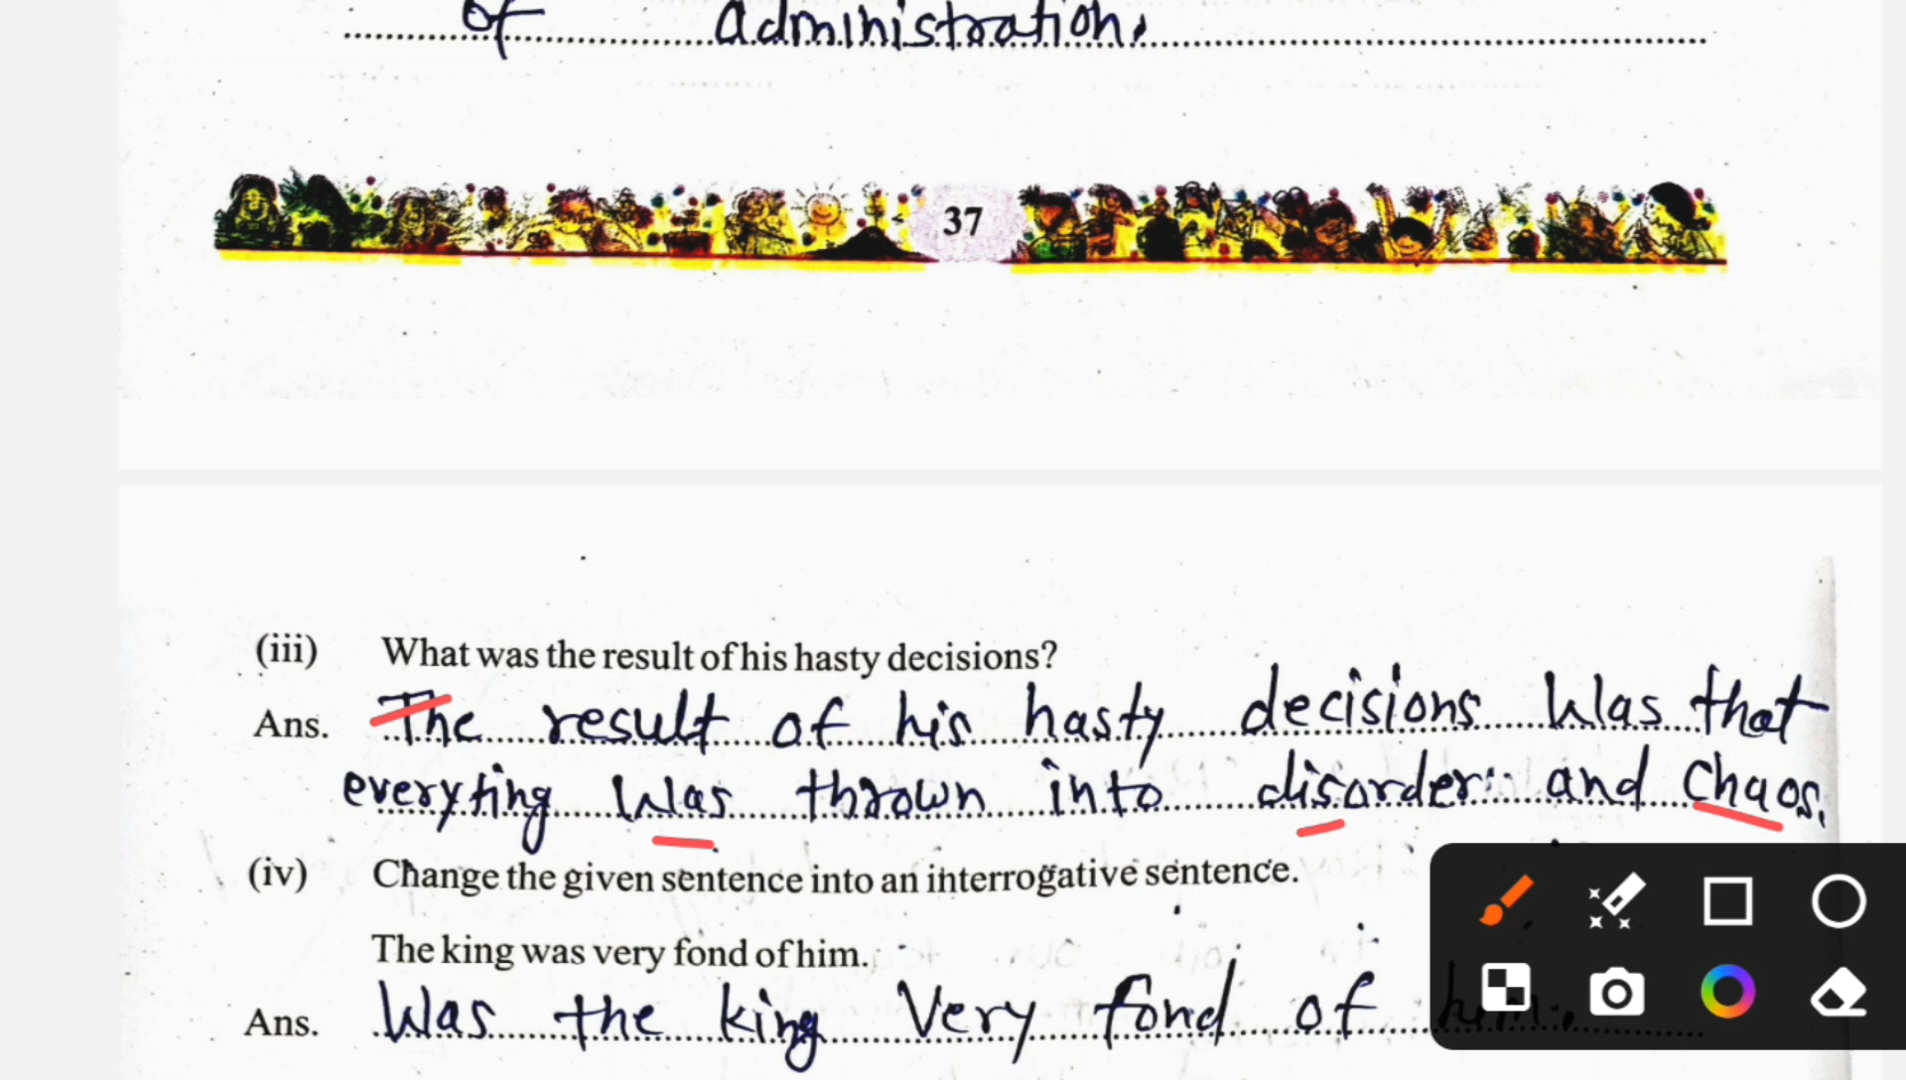 of administration.
37
(iii) What was the result of his hasty decisions?
Ans. The result of his hasty decisions was that
everyting was thrown into disorder and chaos.
(iv) Change the given sentence into an interrogative sentence.
The king was very fond of him.
Ans. Was the king very fond of him.